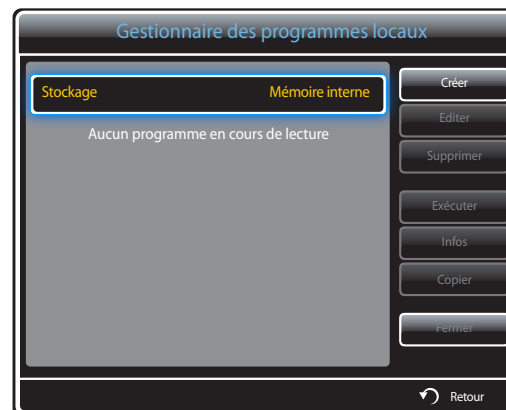 Gestionnaire des programmes locaux
Stockage Mémoire interne
Aucun programme en cours de lecture
Créer
Editer
Supprimer
Exécuter
Infos
Copier
Fermer
Retour